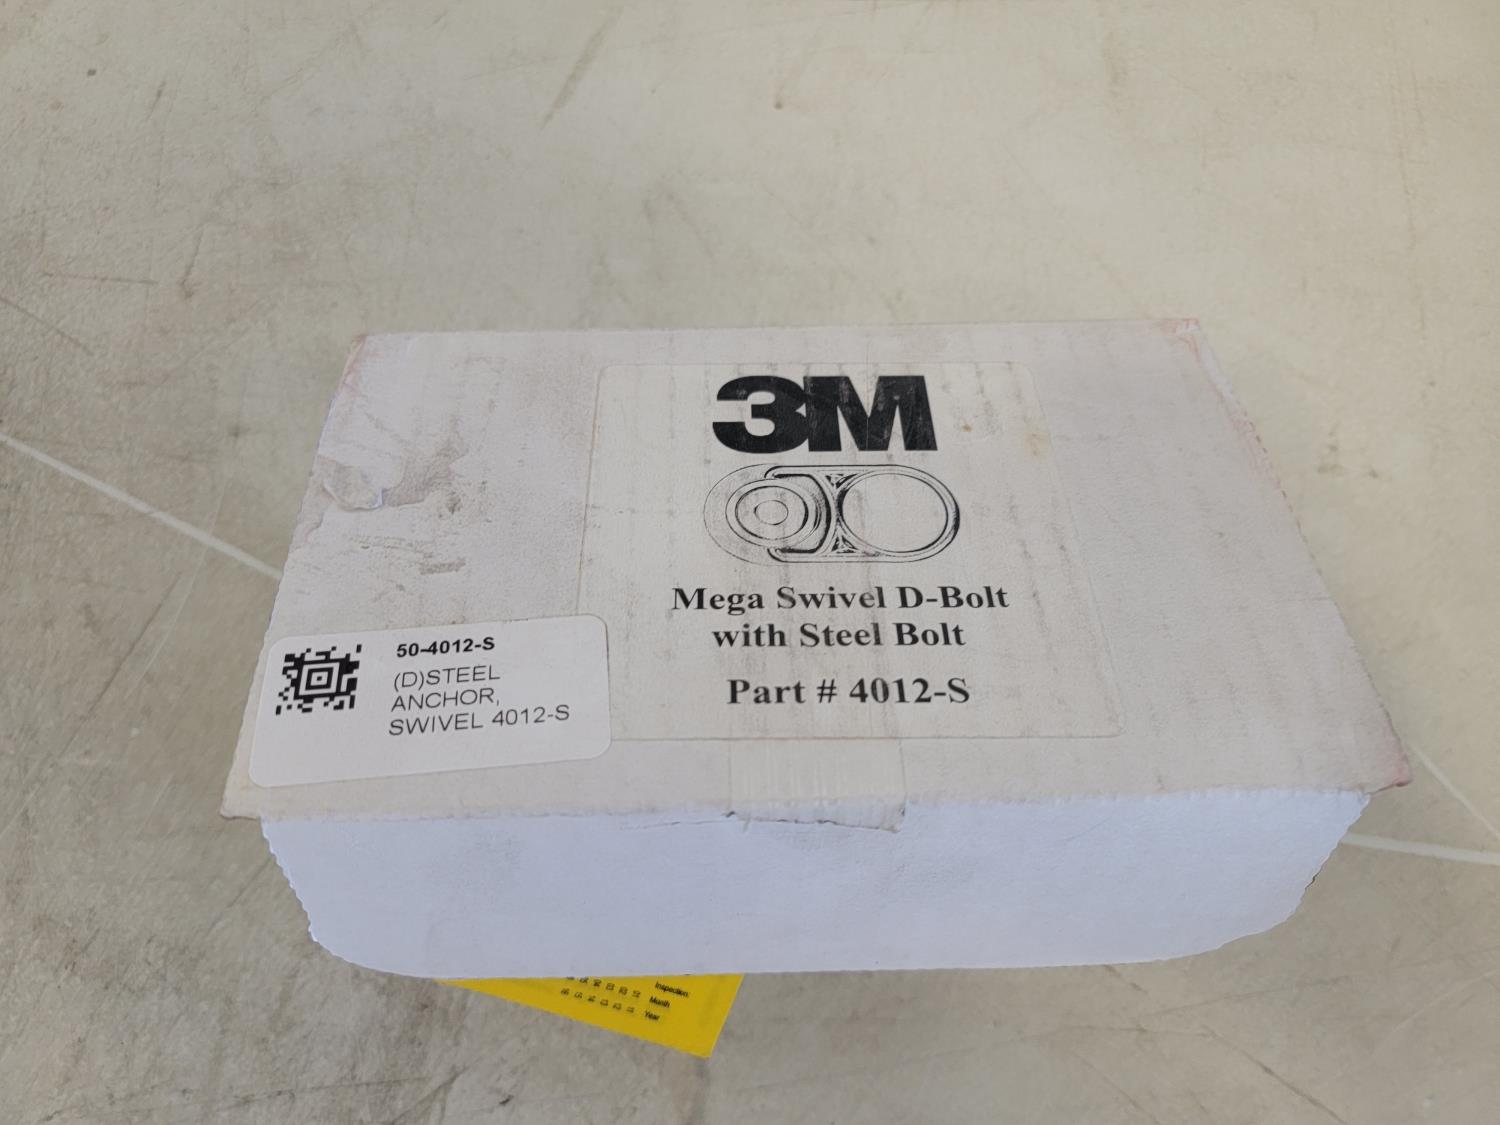 3M
Mega Swivel D-Bolt
with Steel Bolt
Part # 4012-S
50-4012-S
(D)STEEL
ANCHOR,
SWIVEL 4012-S
Inspection:
Month
Year